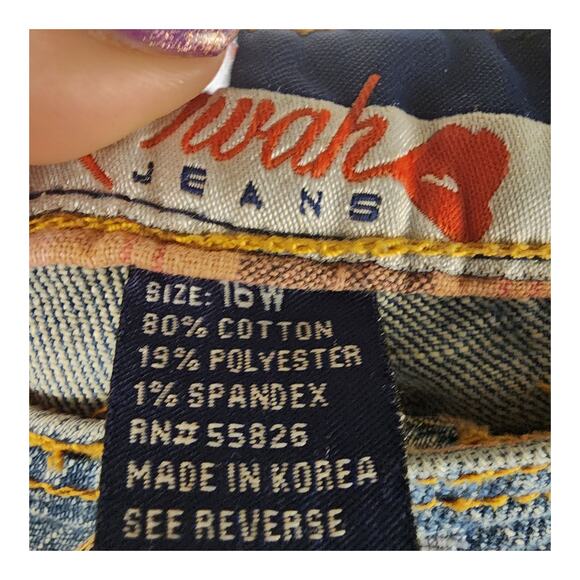 JEANS
SIZE: 16W
80% COTTON
19% POLYESTER
1% SPANDEX
RN# 55826
MADE IN KOREA
SEE REVERSE